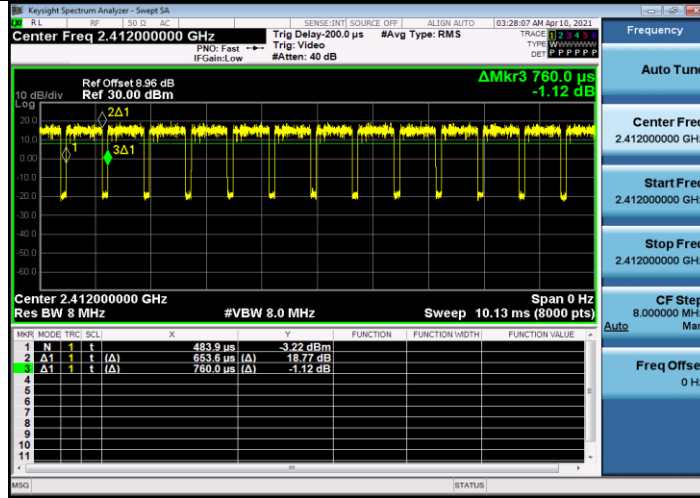 Keysight Spectrum Analyzer - Swept SA
RL RF 50 Ω AC SENSE:INT SOURCE OFF ALIGN AUTO 03:28:07 AM Apr 10, 2021
Center Freq 2.412000000 GHz
PNO: Fast
IFGain:Low
Trig Delay-200.0 µs
Trig: Video
#Atten: 40 dB
#Avg Type: RMS
TRACE 1 2 3 4 5 6
TYPE WWWWWW
DET P P P P P P
Ref Offset 8.96 dB
10 dB/div Ref 30.00 dBm
Log
ΔMkr3 760.0 µs
-1.12 dB
20.0
10.0
0.00
-10.0
-20.0
-30.0
-40.0
-50.0
-60.0
2Δ1
1
3Δ1
Center 2.412000000 GHz Span 0 Hz
Res BW 8 MHz #VBW 8.0 MHz Sweep 10.13 ms (8000 pts)
MKR MODE TRC SCL X Y FUNCTION FUNCTION WIDTH FUNCTION VALUE
1 N 1 t 483.9 µs -3.22 dBm
2 Δ1 1 t (Δ) 653.6 µs (Δ) 18.77 dB
3 Δ1 1 t (Δ) 760.0 µs (Δ) -1.12 dB
4
5
6
7
8
9
10
11
MSG STATUS
Frequency
Auto Tune
Center Freq
2.412000000 GHz
Start Freq
2.412000000 GHz
Stop Freq
2.412000000 GHz
CF Step
8.000000 MHz
Auto Man
Freq Offset
0 Hz